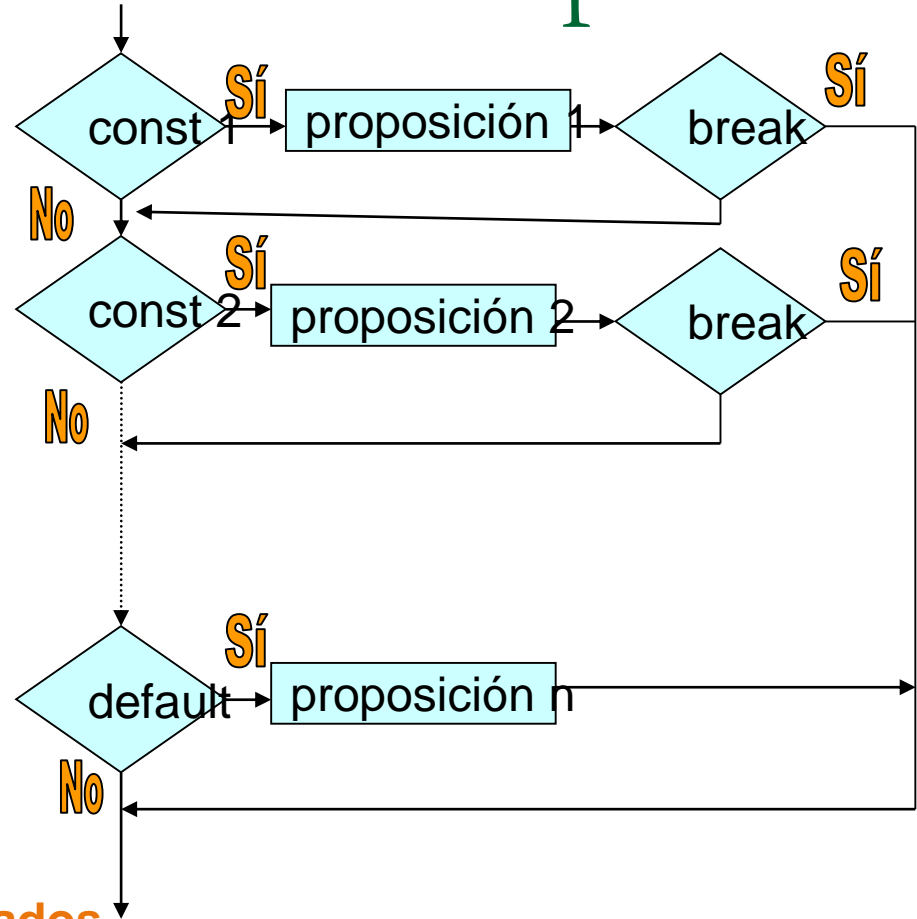 Sí
Sí
const 1
proposición 1
break
No
Sí
Sí
const 2
proposición 2
break
No
Sí
default
proposición n
No